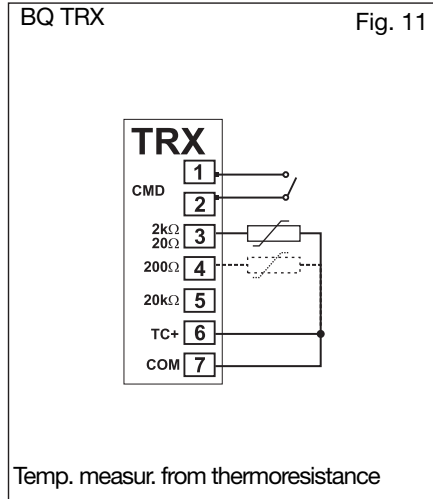 BQ TRX
Fig. 11
TRX
CMD
1
2
2kΩ
20Ω
3
200Ω
4
20kΩ
5
TC+
6
COM
7
Temp. measur. from thermoresistance